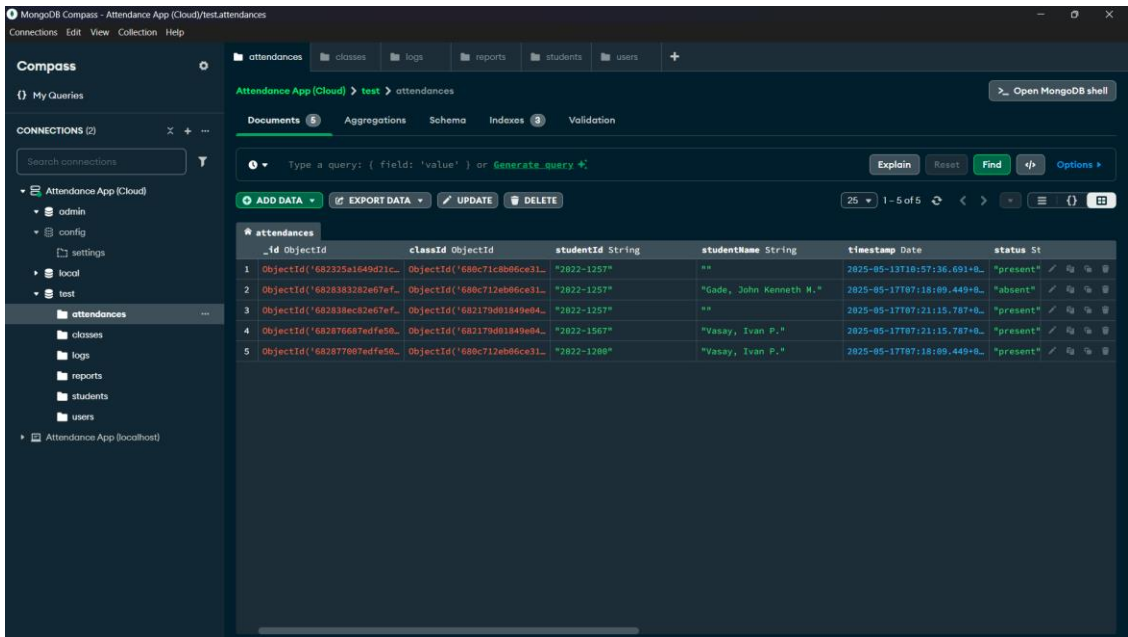 MongoDB Compass - Attendance App (Cloud)/test.attendances
Connections Edit View Collection Help
Compass
{} My Queries
CONNECTIONS (2)
Search connections
Attendance App (Cloud)
admin
config
settings
local
test
attendances
classes
logs
reports
students
users
Attendance App (localhost)
attendances classes logs reports students users +
Attendance App (Cloud) > test > attendances
>_ Open MongoDB shell
Documents 5 Aggregations Schema Indexes 3 Validation
Type a query: { field: 'value' } or Generate query
Explain Reset Find </> Options
ADD DATA EXPORT DATA UPDATE DELETE
25 1 – 5 of 5 {}
attendances
_id ObjectId classId ObjectId studentId String studentName String timestamp Date status St
1 ObjectId('682325a1649d21c… ObjectId('680c71c8b06ce31… "2022-1257" "" 2025-05-13T10:57:36.691+0… "present"
2 ObjectId('6828383282e67ef… ObjectId('680c712eb06ce31… "2022-1257" "Gade, John Kenneth M." 2025-05-17T07:18:09.449+0… "absent"
3 ObjectId('682838ec82e67ef… ObjectId('682179d01849e04… "2022-1257" "" 2025-05-17T07:21:15.787+0… "present"
4 ObjectId('682876687edfe50… ObjectId('682179d01849e04… "2022-1567" "Vasay, Ivan P." 2025-05-17T07:21:15.787+0… "present"
5 ObjectId('682877007edfe50… ObjectId('680c712eb06ce31… "2022-1200" "Vasay, Ivan P." 2025-05-17T07:18:09.449+0… "present"